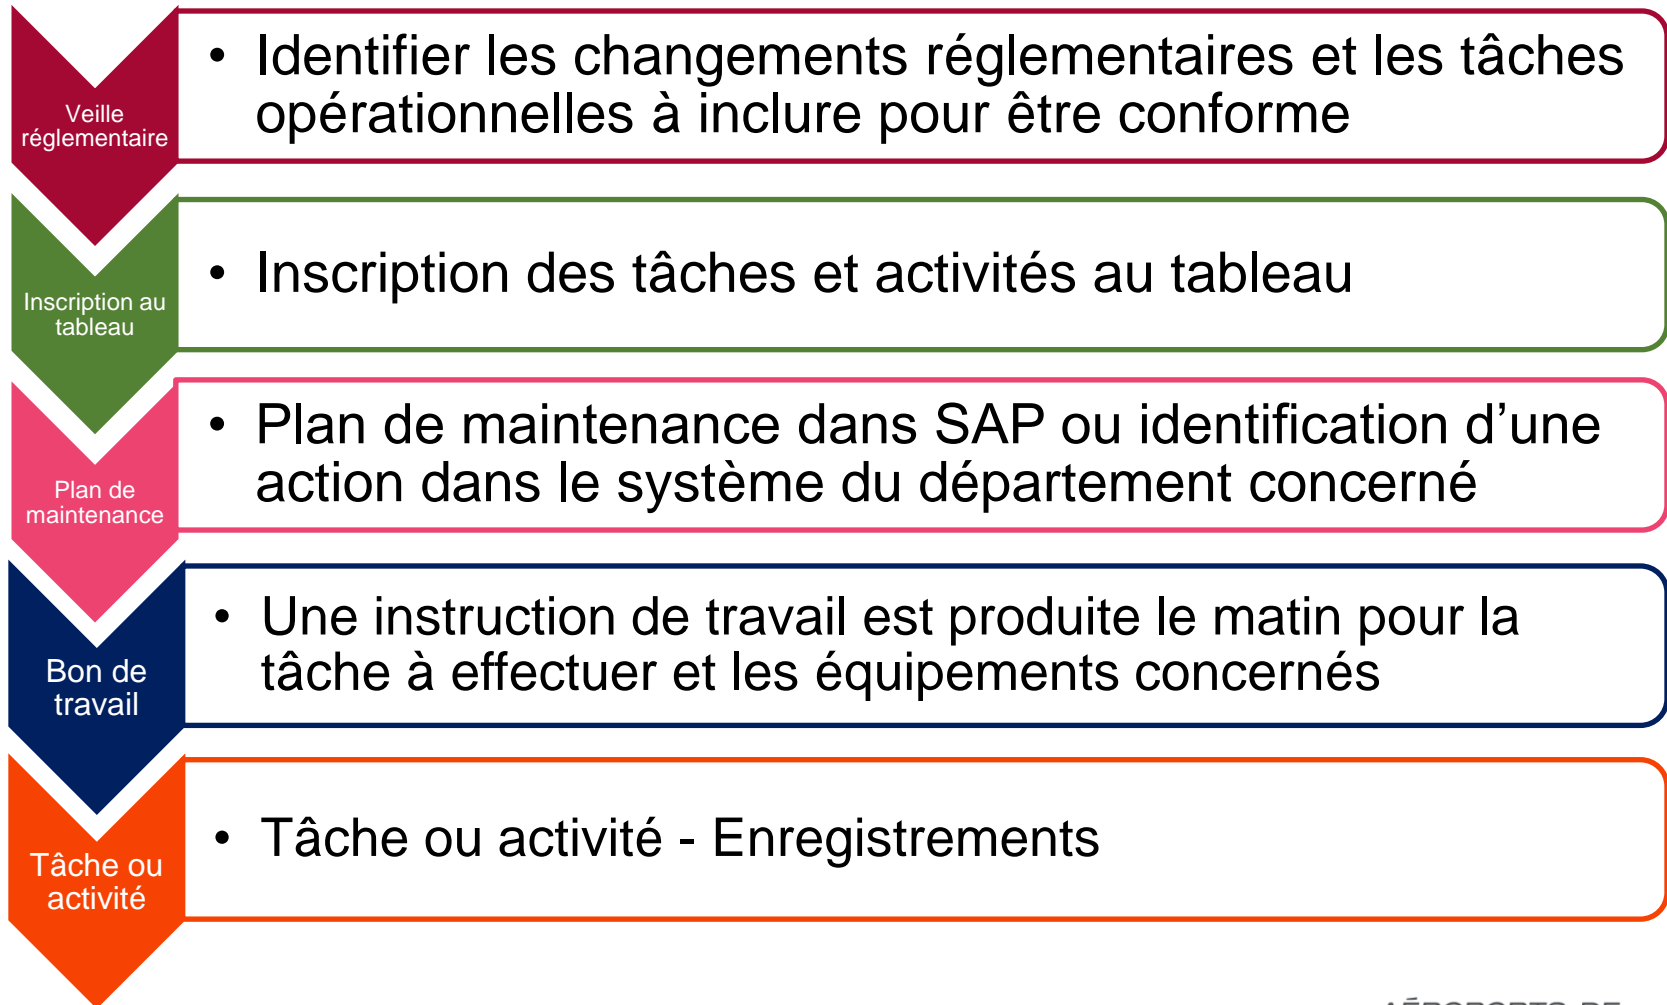 Veille
réglementaire
• Identifier les changements réglementaires et les tâches
opérationnelles à inclure pour être conforme
Inscription au
tableau
• Inscription des tâches et activités au tableau
Plan de
maintenance
• Plan de maintenance dans SAP ou identification d’une
action dans le système du département concerné
Bon de
travail
• Une instruction de travail est produite le matin pour la
tâche à effectuer et les équipements concernés
Tâche ou
activité
• Tâche ou activité - Enregistrements
AÉROPORTS DE